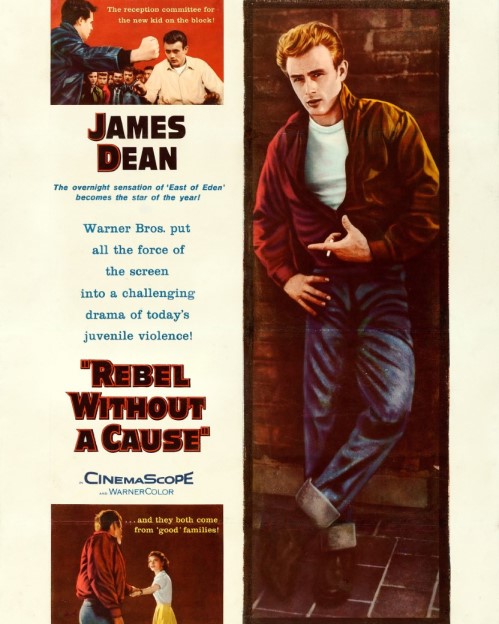 The reception committee for
the new kid on the block!
JAMES
DEAN
The overnight sensation of 'East of Eden'
becomes the star of the year!
Warner Bros. put
all the force of
the screen
into a challenging
drama of today's
juvenile violence!
"REBEL
WITHOUT
A CAUSE"
IN CINEMASCOPE
AND WARNERCOLOR
...and they both come
from 'good' families!